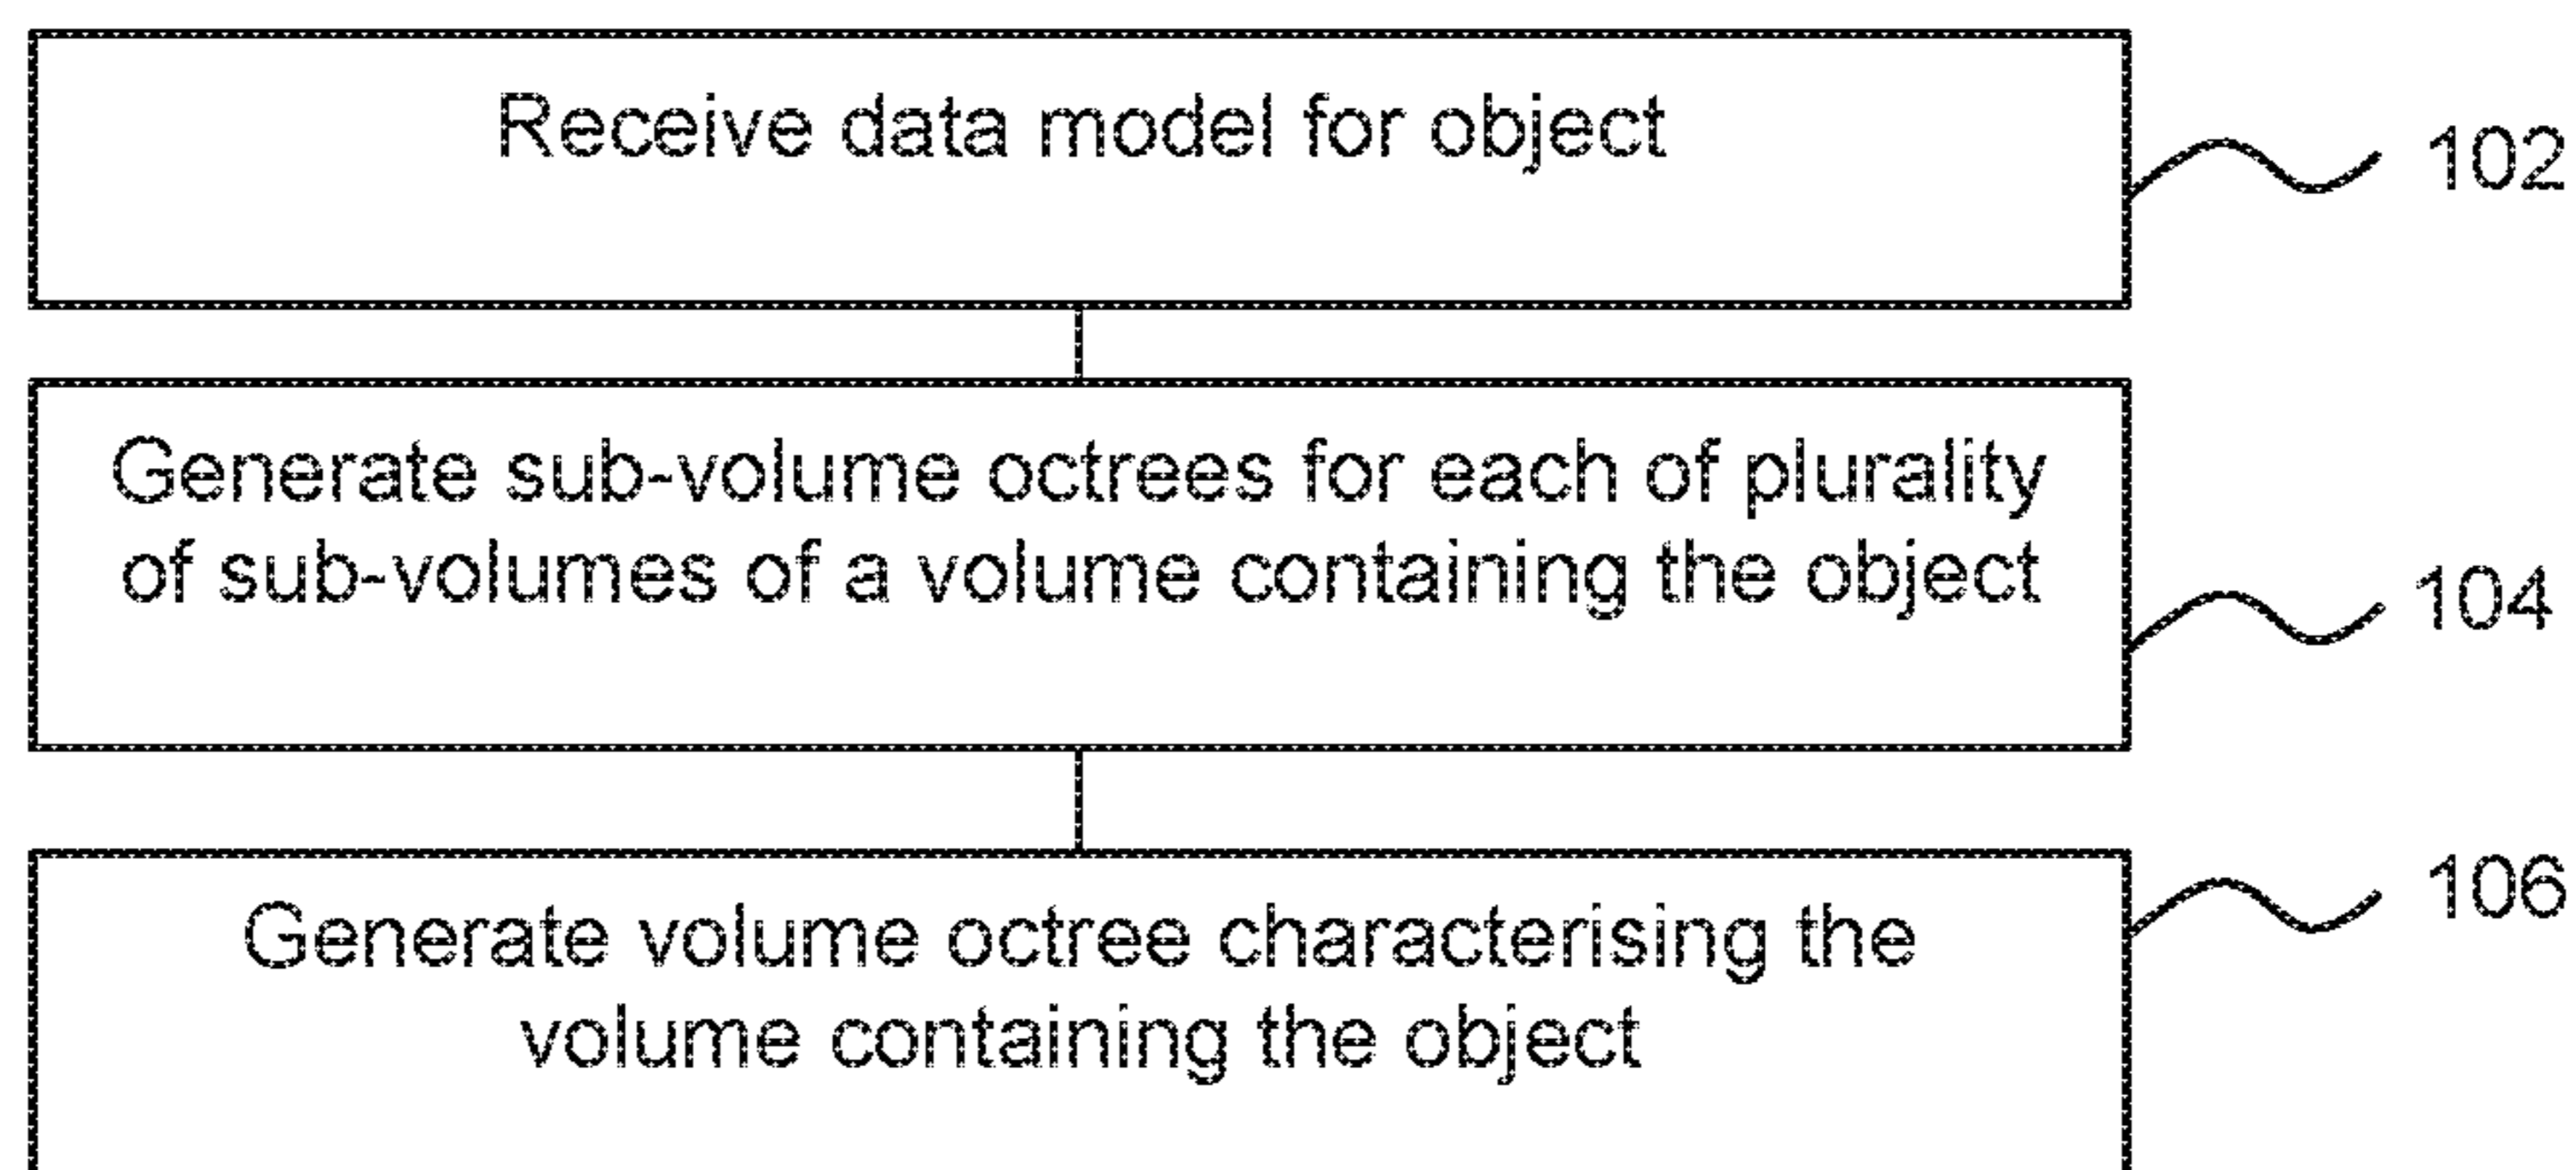 Receive data model for object
102
Generate sub-volume octrees for each of plurality
of sub-volumes of a volume containing the object
104
Generate volume octree characterising the
volume containing the object
106